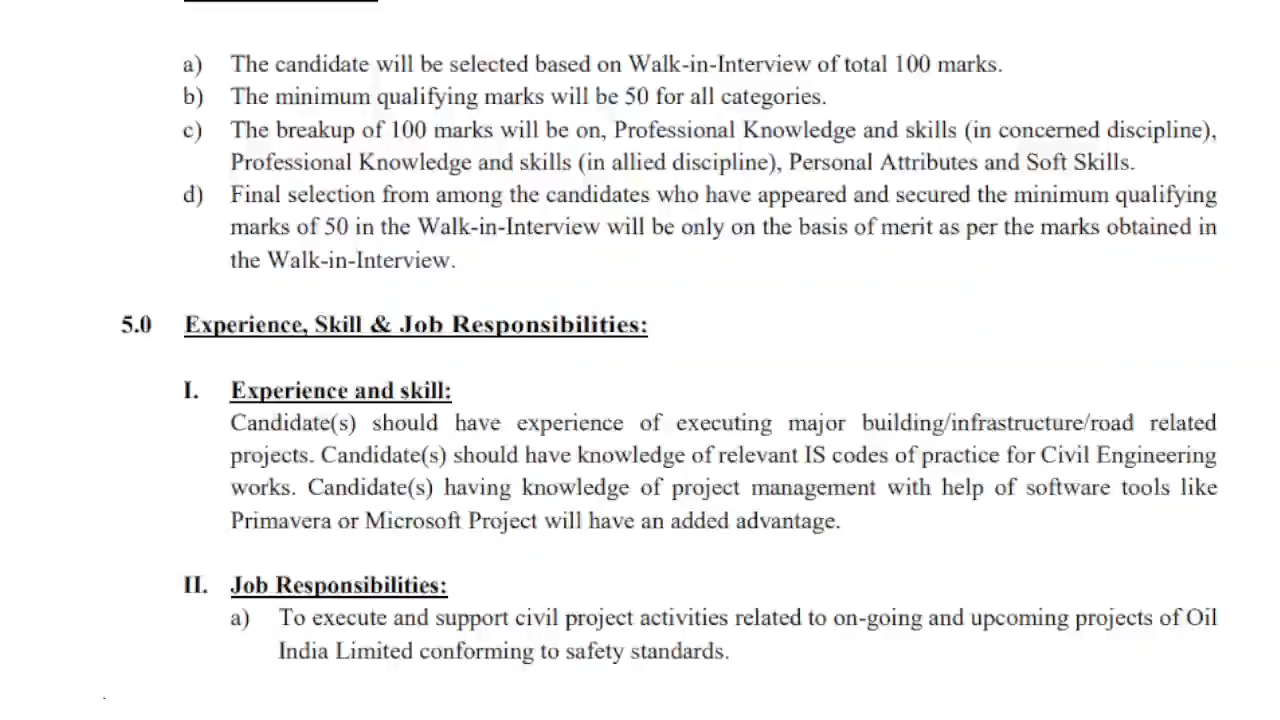 a) The candidate will be selected based on Walk-in-Interview of total 100 marks.
b) The minimum qualifying marks will be 50 for all categories.
c) The breakup of 100 marks will be on, Professional Knowledge and skills (in concerned discipline),
Professional Knowledge and skills (in allied discipline), Personal Attributes and Soft Skills.
d) Final selection from among the candidates who have appeared and secured the minimum qualifying
marks of 50 in the Walk-in-Interview will be only on the basis of merit as per the marks obtained in
the Walk-in-Interview.
5.0 Experience, Skill & Job Responsibilities:
I. Experience and skill:
Candidate(s) should have experience of executing major building/infrastructure/road related
projects. Candidate(s) should have knowledge of relevant IS codes of practice for Civil Engineering
works. Candidate(s) having knowledge of project management with help of software tools like
Primavera or Microsoft Project will have an added advantage.
II. Job Responsibilities:
a) To execute and support civil project activities related to on-going and upcoming projects of Oil
India Limited conforming to safety standards.